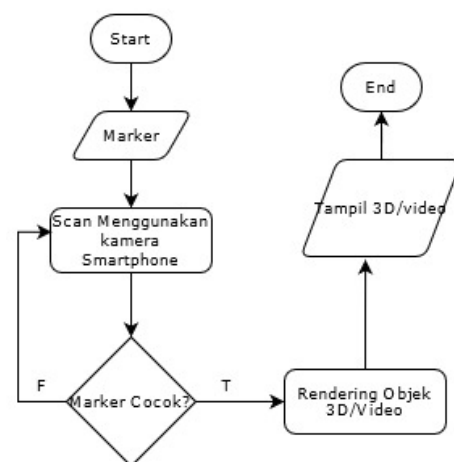 Start
Marker
Scan Menggunakan
kamera
Smartphone
Marker Cocok?
F
T
Rendering Objek
3D/Video
Tampil 3D/video
End